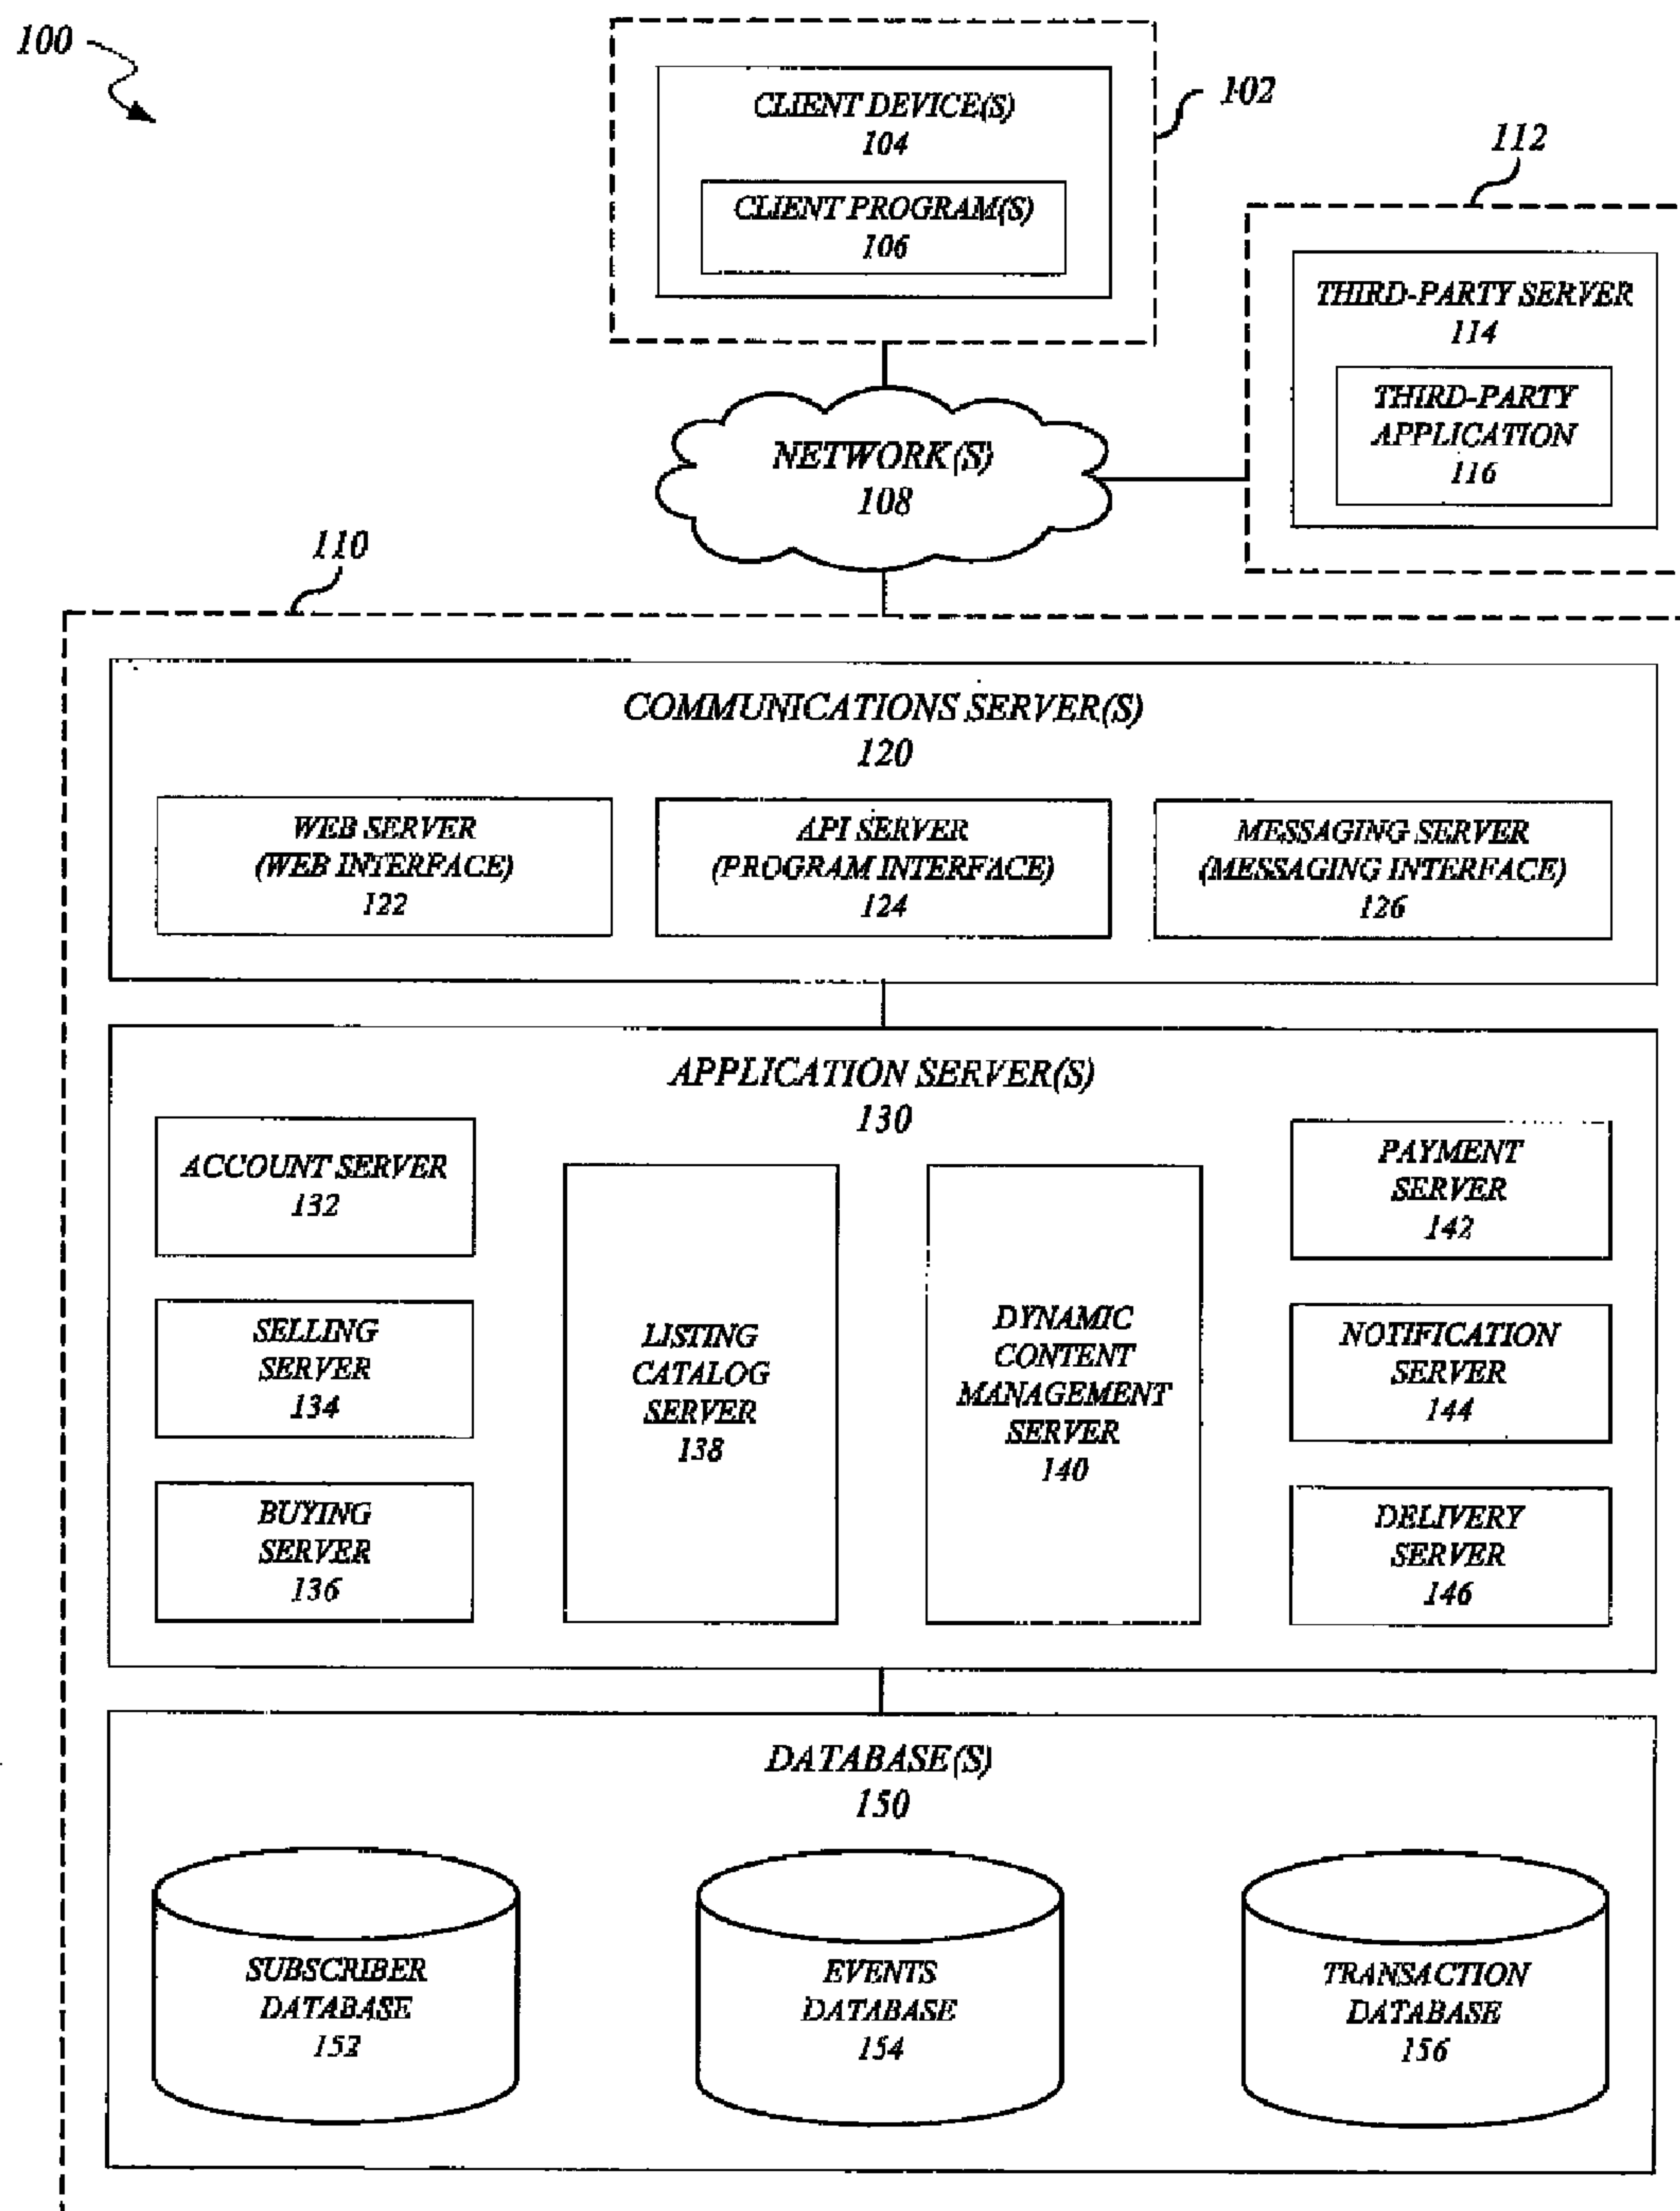 100
102
CLIENT DEVICE(S)
104
CLIENT PROGRAM(S)
106
112
THIRD-PARTY SERVER
114
THIRD-PARTY
APPLICATION
116
NETWORK(S)
108
110
COMMUNICATIONS SERVER(S)
120
WEB SERVER
(WEB INTERFACE)
122
API SERVER
(PROGRAM INTERFACE)
124
MESSAGING SERVER
(MESSAGING INTERFACE)
126
APPLICATION SERVER(S)
130
ACCOUNT SERVER
132
SELLING
SERVER
134
BUYING
SERVER
136
LISTING
CATALOG
SERVER
138
DYNAMIC
CONTENT
MANAGEMENT
SERVER
140
PAYMENT
SERVER
142
NOTIFICATION
SERVER
144
DELIVERY
SERVER
146
DATABASE(S)
150
SUBSCRIBER
DATABASE
152
EVENTS
DATABASE
154
TRANSACTION
DATABASE
156